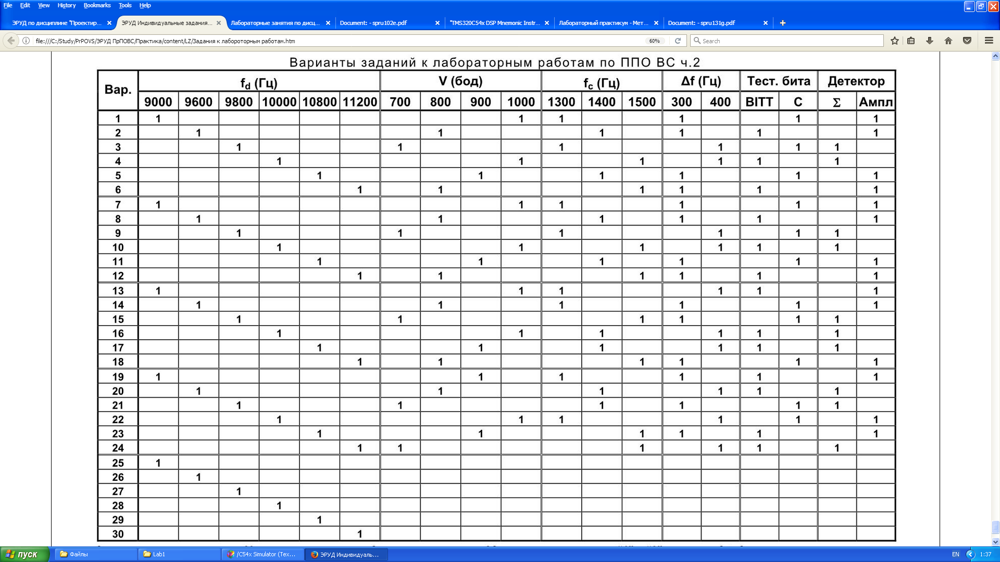 File Edit View History Bookmarks Tools Help
ЭРУД по дисциплине "Проектир... ЭРУД Индивидуальные задания... Лабораторные занятия по дисц... Document: - spru102e.pdf "TMS320C54x DSP Mnemonic Instr... Лабораторный практикум - Мет... Document: - spru131g.pdf
file:///C:/Study/PrPOVS/ЭРУД ПрПОВС/Практика/content/LZ/Задания к лабороторным работам.htm 60% Search
Варианты заданий к лабораторным работам по ППО ВС ч.2
Вар. fd (Гц) V (бод) fc (Гц) Δf (Гц) Тест. бита Детектор
9000 9600 9800 10000 10800 11200 700 800 900 1000 1300 1400 1500 300 400 BITT C Σ Ампл
1 1 1 1 1 1 1
2 1 1 1 1 1 1
3 1 1 1 1 1 1
4 1 1 1 1 1 1
5 1 1 1 1 1 1
6 1 1 1 1 1 1
7 1 1 1 1 1 1
8 1 1 1 1 1 1
9 1 1 1 1 1 1
10 1 1 1 1 1 1
11 1 1 1 1 1 1
12 1 1 1 1 1 1
13 1 1 1 1 1 1
14 1 1 1 1 1 1
15 1 1 1 1 1 1
16 1 1 1 1 1 1
17 1 1 1 1 1 1
18 1 1 1 1 1 1
19 1 1 1 1 1 1
20 1 1 1 1 1 1
21 1 1 1 1 1 1
22 1 1 1 1 1 1
23 1 1 1 1 1 1
24 1 1 1 1 1 1
25 1
26 1
27 1
28 1
29 1
30 1
пуск Файлы Lab1 /C54x Simulator (Tex... ЭРУД Индивидуаль... EN 1:37